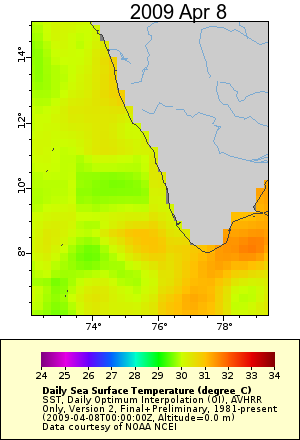 2009 Apr 8
14°
12°
10°
8°
74°
76°
78°
24 25 26 27 28 29 30 31 32 33 34
Daily Sea Surface Temperature (degree_C)
SST, Daily Optimum Interpolation (OI), AVHRR
Only, Version 2, Final+Preliminary, 1981-present
(2009-04-08T00:00:00Z, Altitude=0.0 m)
Data courtesy of NOAA NCEI